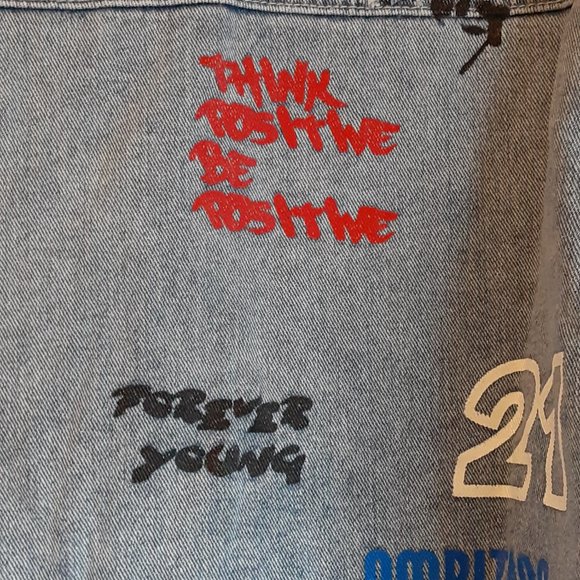 THINK
POSITIVE
BE
POSITIVE
FOREVER
YOUNG
21